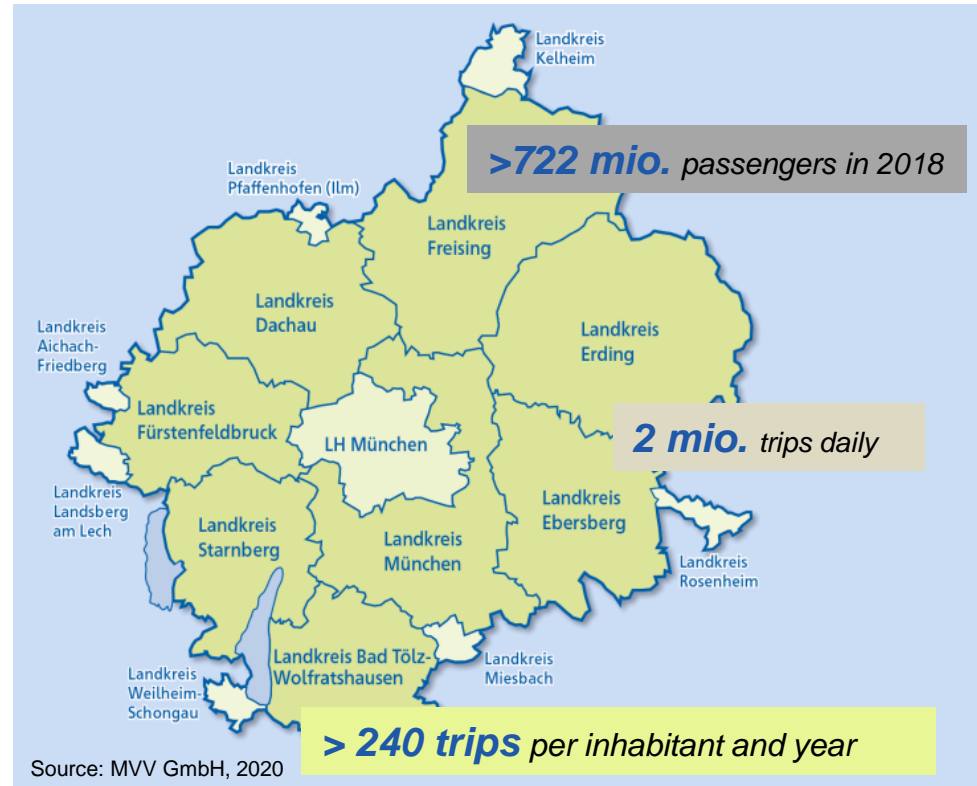 Landkreis
Kelheim
>722 mio. passengers in 2018
Landkreis
Pfaffenhofen (Ilm)
Landkreis
Freising
Landkreis
Dachau
Landkreis
Erding
Landkreis
Aichach-
Friedberg
Landkreis
Fürstenfeldbruck
LH München
2 mio. trips daily
Landkreis
Landsberg
am Lech
Landkreis
Ebersberg
Landkreis
Starnberg
Landkreis
München
Landkreis
Rosenheim
Landkreis Bad Tölz-
Wolfratshausen
Landkreis
Miesbach
Landkreis
Weilheim-
Schongau
> 240 trips per inhabitant and year
Source: MVV GmbH, 2020